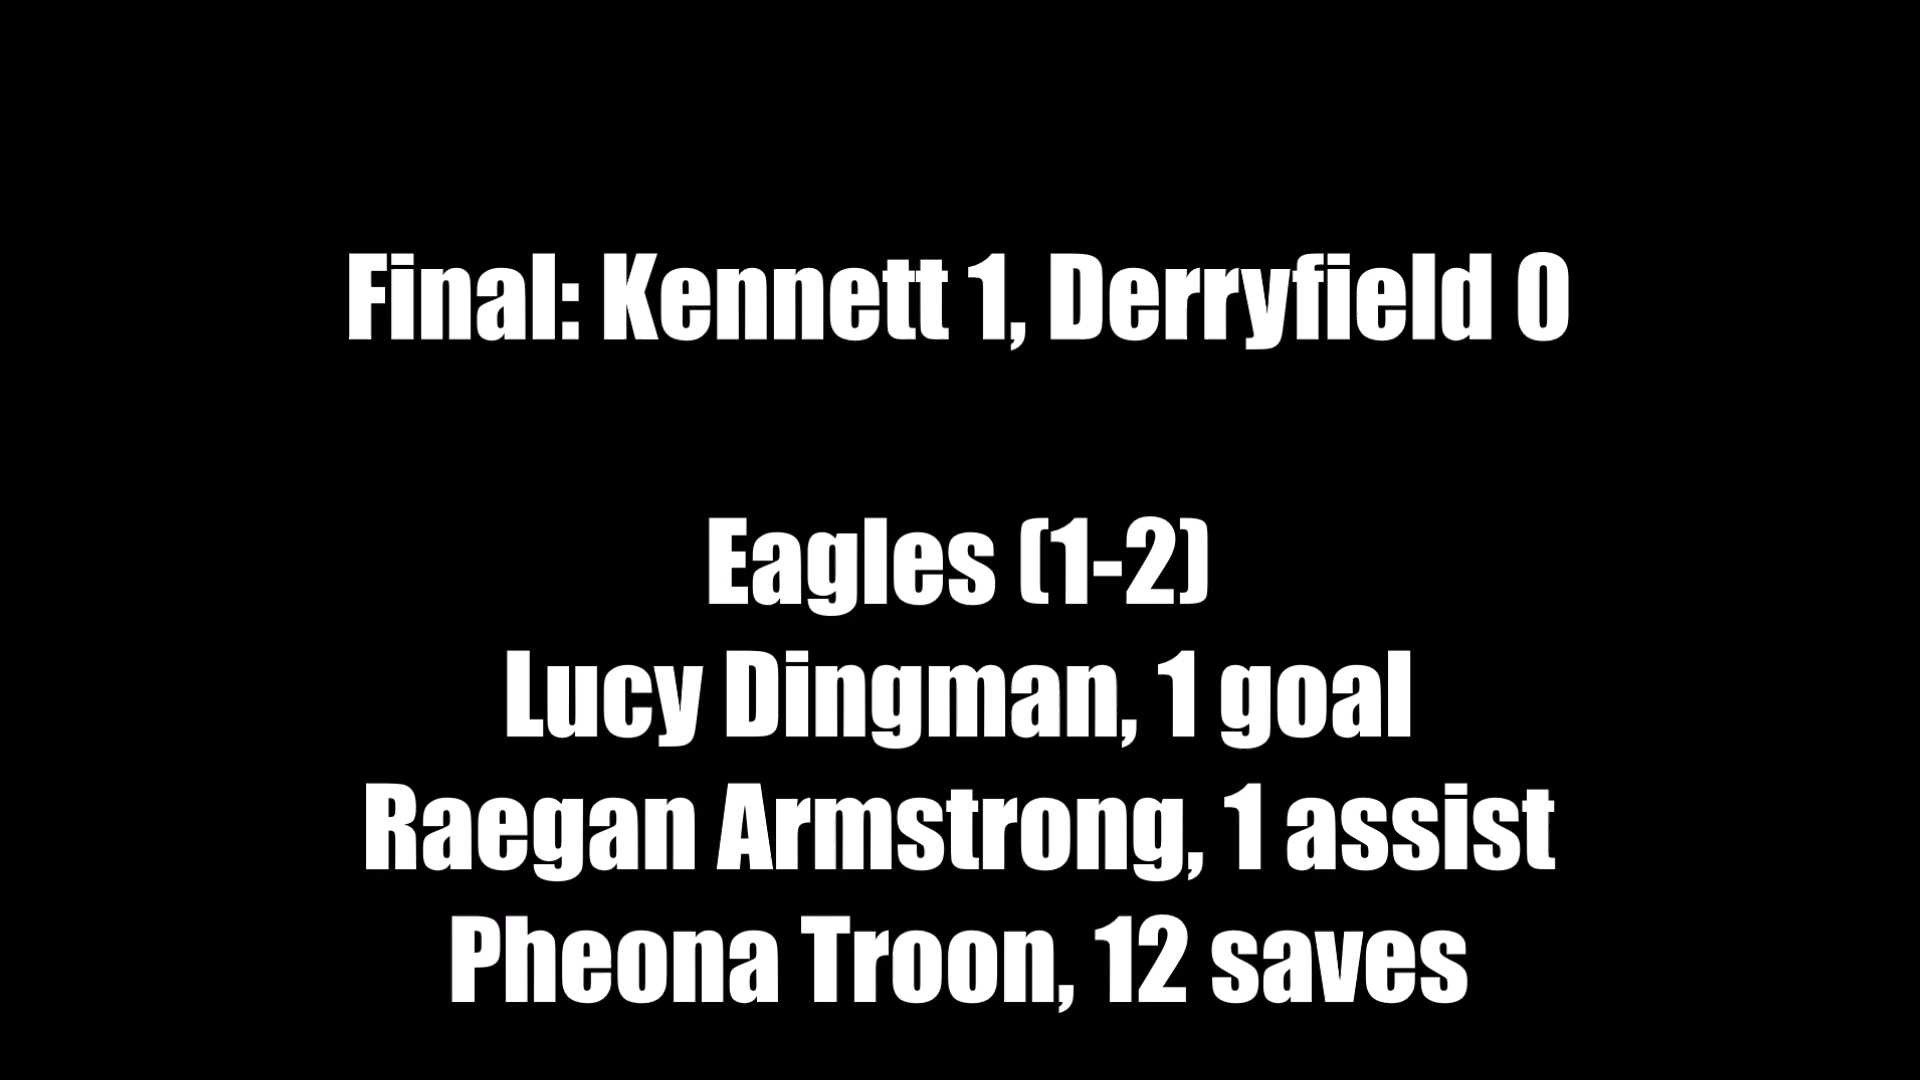 Final: Kennett 1, Derryfield 0
Eagles (1-2)
Lucy Dingman, 1 goal
Raegan Armstrong, 1 assist
Pheona Troon, 12 saves